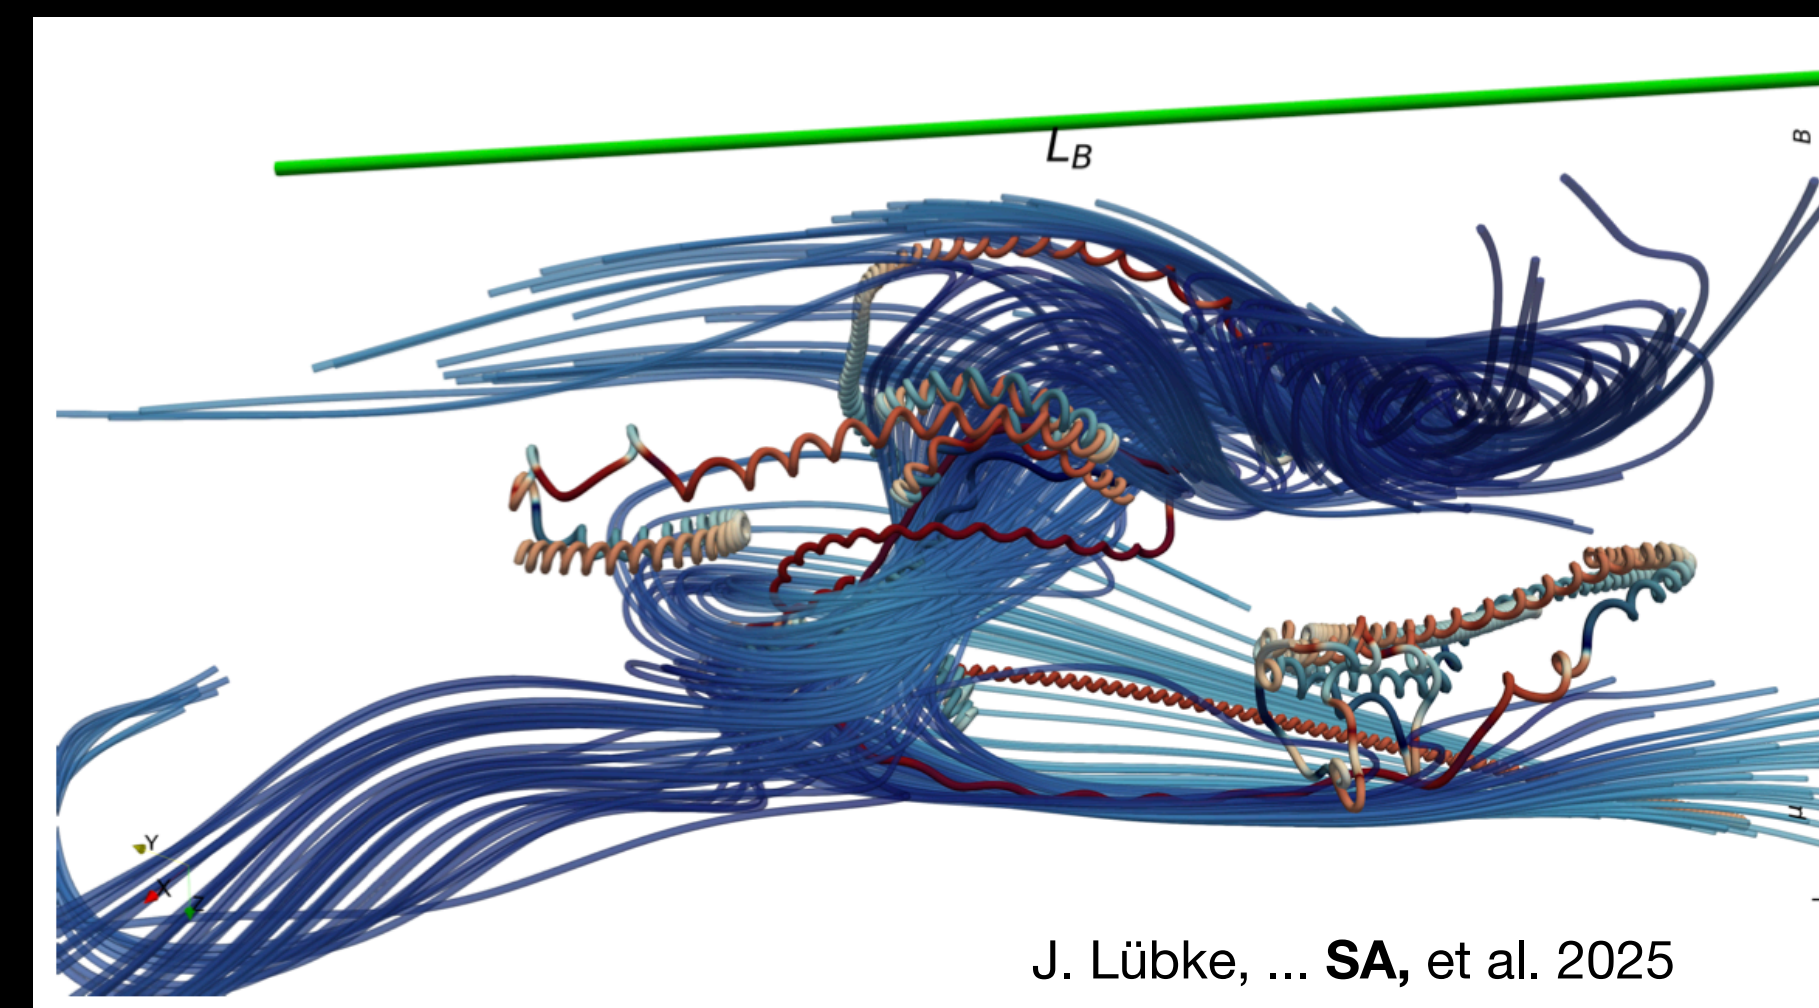 L_B
B
Y
X
Z
μ
J. Lübke, ... SA, et al. 2025